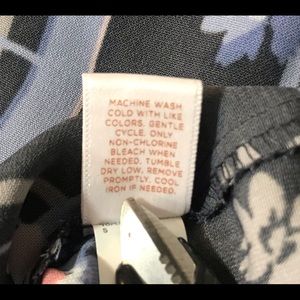 MACHINE WASH
COLD WITH LIKE
COLORS. GENTLE
CYCLE. ONLY
NON-CHLORINE
BLEACH WHEN
NEEDED. TUMBLE
DRY LOW, REMOVE
PROMPTLY. COOL
IRON IF NEEDED.
S